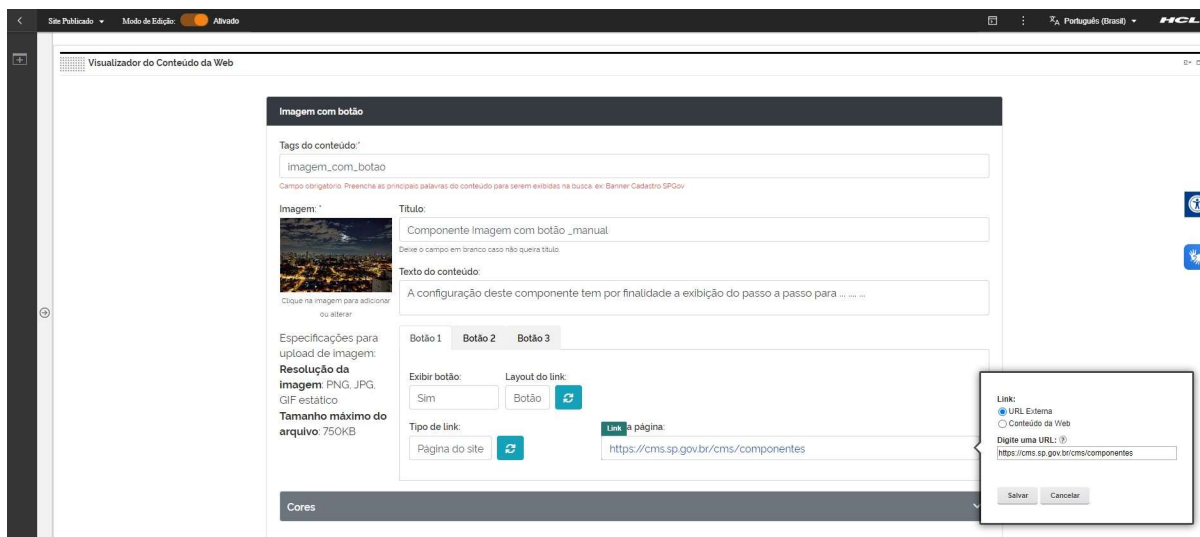 Site Publicado
Modo de Edição:
Ativado
Português (Brasil)
HCL
Visualizador do Conteúdo da Web
Imagem com botão
Tags do conteúdo:*
imagem_com_botao
Campo obrigatório. Preencha as principais palavras do conteúdo para serem exibidas na busca. ex: Banner Cadastro SPGov
Imagem: *
Título:
Componente Imagem com botão _manual
Deixe o campo em branco caso não queira título.
Texto do conteúdo:
A configuração deste componente tem por finalidade a exibição do passo a passo para ... .... ...
Clique na imagem para adicionar
ou alterar
Especificações para
upload de imagem:
Resolução da
imagem: PNG, JPG,
GIF estático
Tamanho máximo do
arquivo: 750KB
Botão 1
Botão 2
Botão 3
Exibir botão:
Layout do link:
Sim
Botão
Tipo de link:
Link
a página:
Página do site
https://cms.sp.gov.br/cms/componentes
Cores
Link:
URL Externa
Conteúdo da Web
Digite uma URL:
https://cms.sp.gov.br/cms/componentes
Salvar
Cancelar